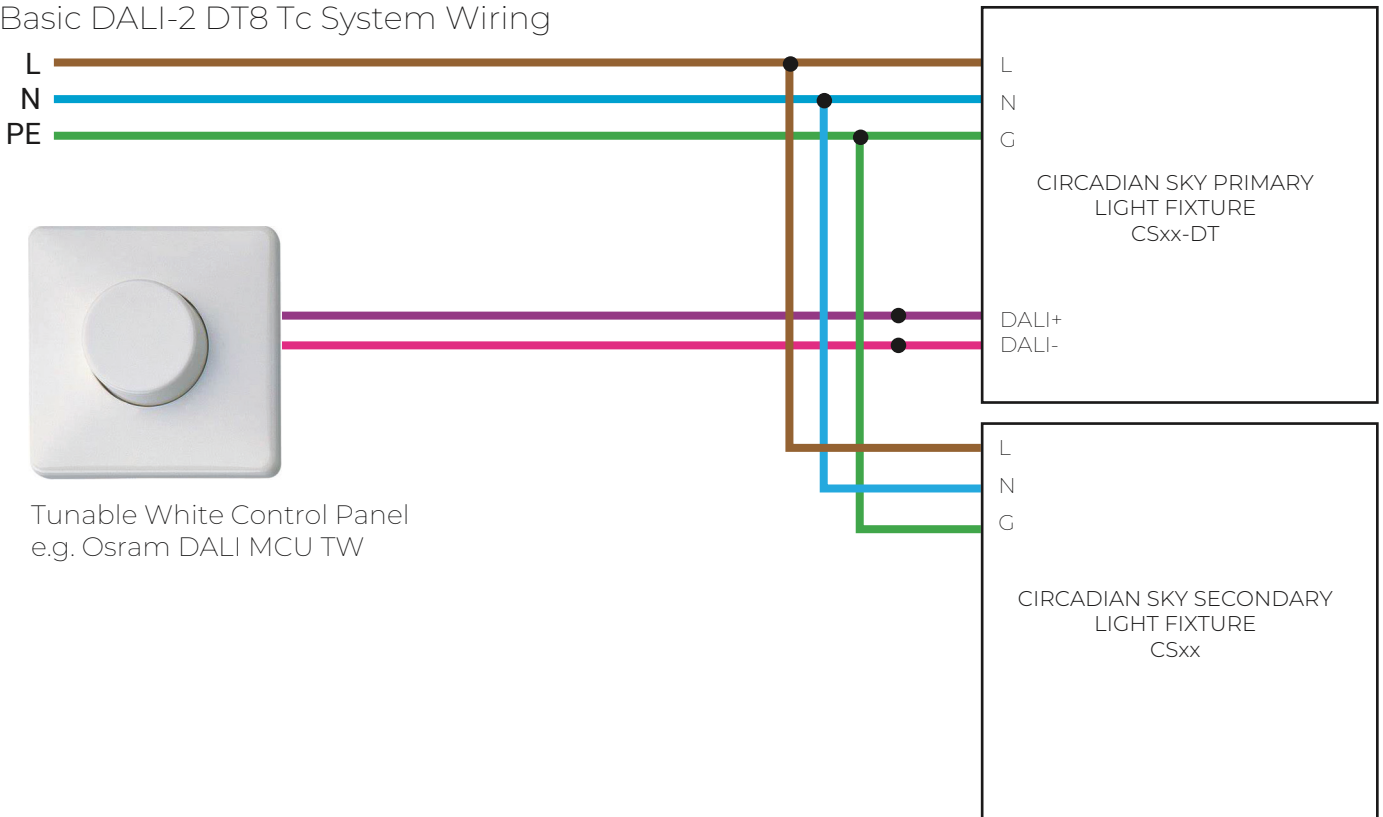 Basic DALI-2 DT8 Tc System Wiring
L
N
PE
L
N
G
CIRCADIAN SKY PRIMARY
LIGHT FIXTURE
CSxx-DT
DALI+
DALI-
Tunable White Control Panel
e.g. Osram DALI MCU TW
L
N
G
CIRCADIAN SKY SECONDARY
LIGHT FIXTURE
CSxx